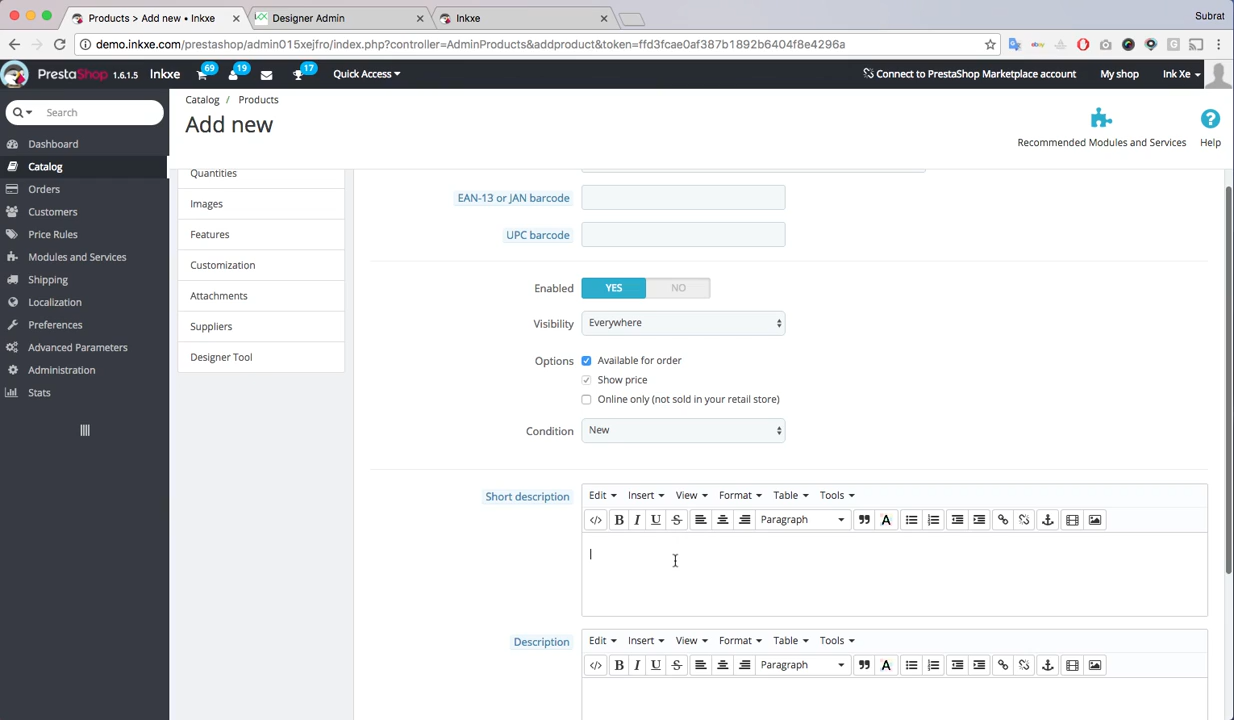 Products > Add new • Inkxe
Designer Admin
Inkxe
Subrat
demo.inkxe.com/prestashop/admin015xejfro/index.php?controller=AdminProducts&addproduct&token=ffd3fcae0af387b1892b6404f8e4296a
PrestaShop 1.6.1.5 Inkxe 69 19 17 Quick Access
Connect to PrestaShop Marketplace account My shop Ink Xe
Search
Dashboard
Catalog
Orders
Customers
Price Rules
Modules and Services
Shipping
Localization
Preferences
Advanced Parameters
Administration
Stats
Catalog / Products
Add new
Recommended Modules and Services
Help
Quantities
Images
Features
Customization
Attachments
Suppliers
Designer Tool
EAN-13 or JAN barcode
UPC barcode
Enabled YES NO
Visibility Everywhere
Options Available for order
Show price
Online only (not sold in your retail store)
Condition New
Short description
Edit Insert View Format Table Tools
B I U S Paragraph A
Description
Edit Insert View Format Table Tools
B I U S Paragraph A